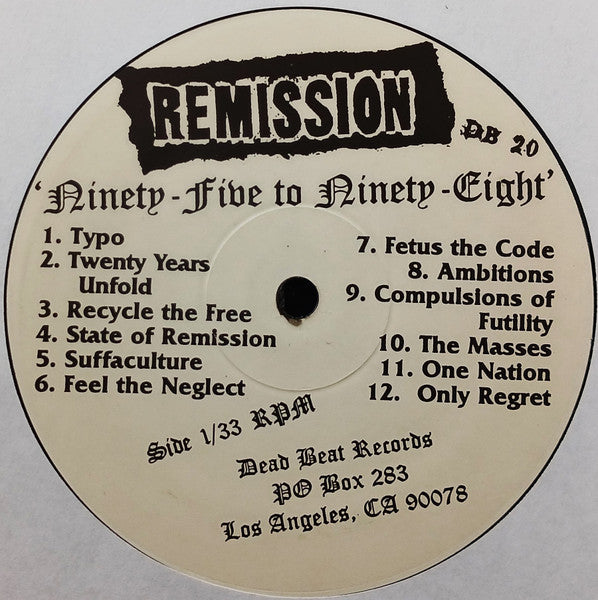 REMISSION
DB 20
'Ninety-Five to Ninety-Eight'
1. Typo
2. Twenty Years
Unfold
3. Recycle the Free
4. State of Remission
5. Suffaculture
6. Feel the Neglect
7. Fetus the Code
8. Ambitions
9. Compulsions of
Futility
10. The Masses
11. One Nation
12. Only Regret
Side 1/33 RPM
Dead Beat Records
PO Box 283
Los Angeles, CA 90078